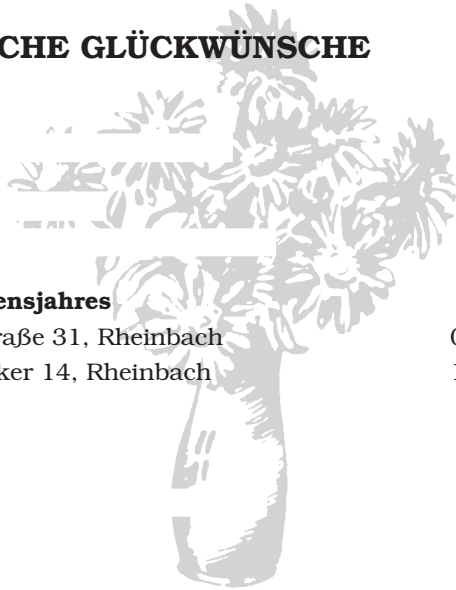 CHE GLÜCKWÜNSCHE
ensjahres
raße 31, Rheinbach
ker 14, Rheinbach